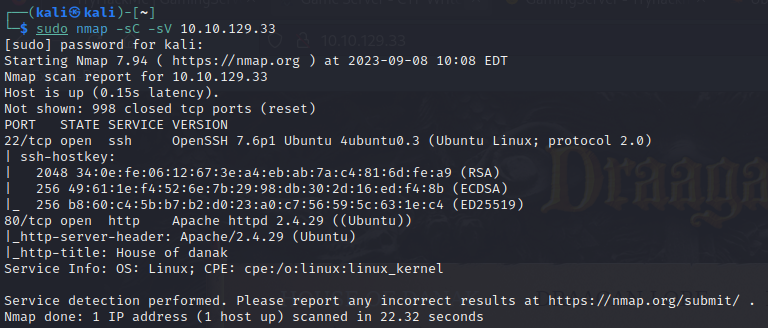 ┌──(kali㉿kali)-[~]
└─$ sudo nmap -sC -sV 10.10.129.33
[sudo] password for kali:
Starting Nmap 7.94 ( https://nmap.org ) at 2023-09-08 10:08 EDT
Nmap scan report for 10.10.129.33
Host is up (0.15s latency).
Not shown: 998 closed tcp ports (reset)
PORT   STATE SERVICE VERSION
22/tcp open  ssh     OpenSSH 7.6p1 Ubuntu 4ubuntu0.3 (Ubuntu Linux; protocol 2.0)
| ssh-hostkey:
|   2048 34:0e:fe:06:12:67:3e:a4:eb:ab:7a:c4:81:6d:fe:a9 (RSA)
|   256 49:61:1e:f4:52:6e:7b:29:98:db:30:2d:16:ed:f4:8b (ECDSA)
|_  256 b8:60:c4:5b:b7:b2:d0:23:a0:c7:56:59:5c:63:1e:c4 (ED25519)
80/tcp open  http    Apache httpd 2.4.29 ((Ubuntu))
|_http-server-header: Apache/2.4.29 (Ubuntu)
|_http-title: House of danak
Service Info: OS: Linux; CPE: cpe:/o:linux:linux_kernel
Service detection performed. Please report any incorrect results at https://nmap.org/submit/ .
Nmap done: 1 IP address (1 host up) scanned in 22.32 seconds